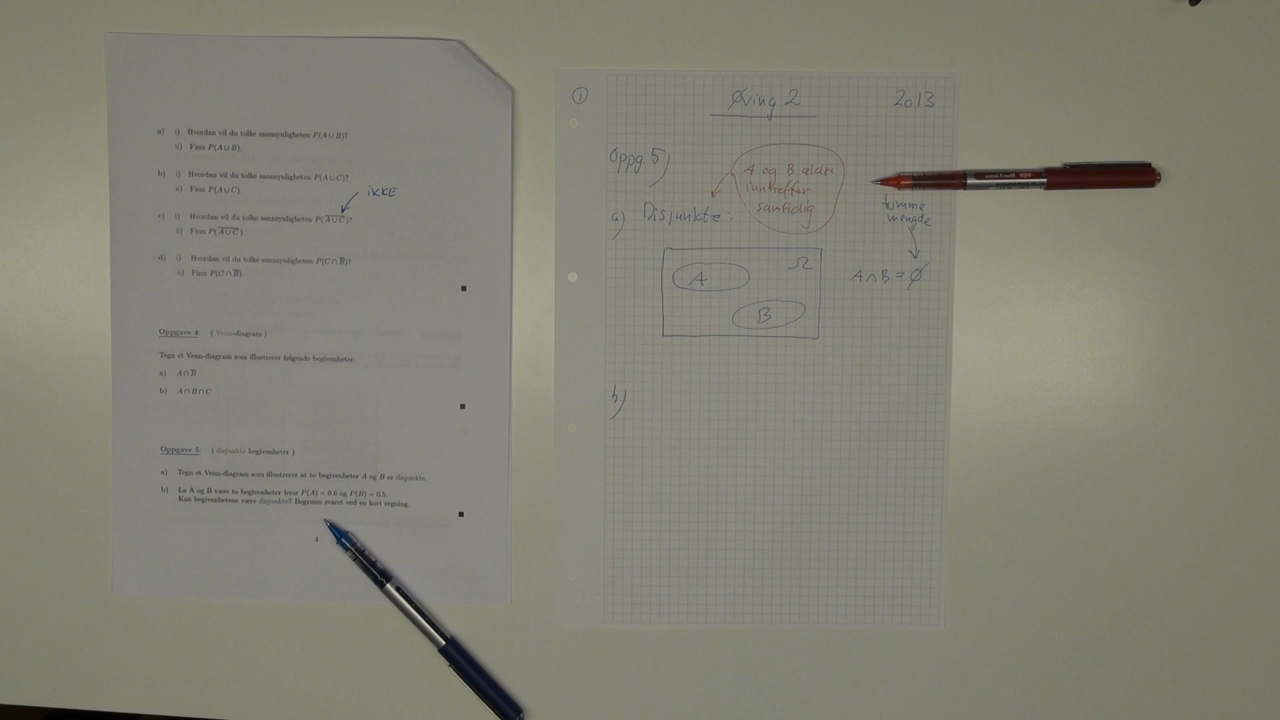 a) i) Hvordan vil du tolke sannsynligheten P(A ∪ B)?
ii) Finn P(A ∪ B).
b) i) Hvordan vil du tolke sannsynligheten P(A ∪ C)?
ii) Finn P(A ∪ C).
IKKE
c) i) Hvordan vil du tolke sannsynligheten P(A̅ ∪̅ C̅)?
ii) Finn P(A̅ ∪̅ C̅).
d) i) Hvordan vil du tolke sannsynligheten P(C ∩ B̅)?
ii) Finn P(C ∩ B̅).
Oppgave 4: ( Venn-diagram )
Tegn et Venn-diagram som illustrerer følgende begivenheter:
a) A ∩ B̅
b) A ∩ B ∩ C
Oppgave 5: ( disjunkte begivenheter )
a) Tegn et Venn-diagram som illustrerer at to begivenheter A og B er disjunkte.
b) La A og B være to begivenheter hvor P(A) = 0.6 og P(B) = 0.5.
Kan begivenhetene være disjunkte? Begrunn svaret ved en kort regning.
4
1
Øving 2
2013
Oppg 5)
A og B aldri
inntreffer
samtidig
a) Disjunkte:
tomme
mengde
A
Ω
B
A ∩ B = Ø
b)